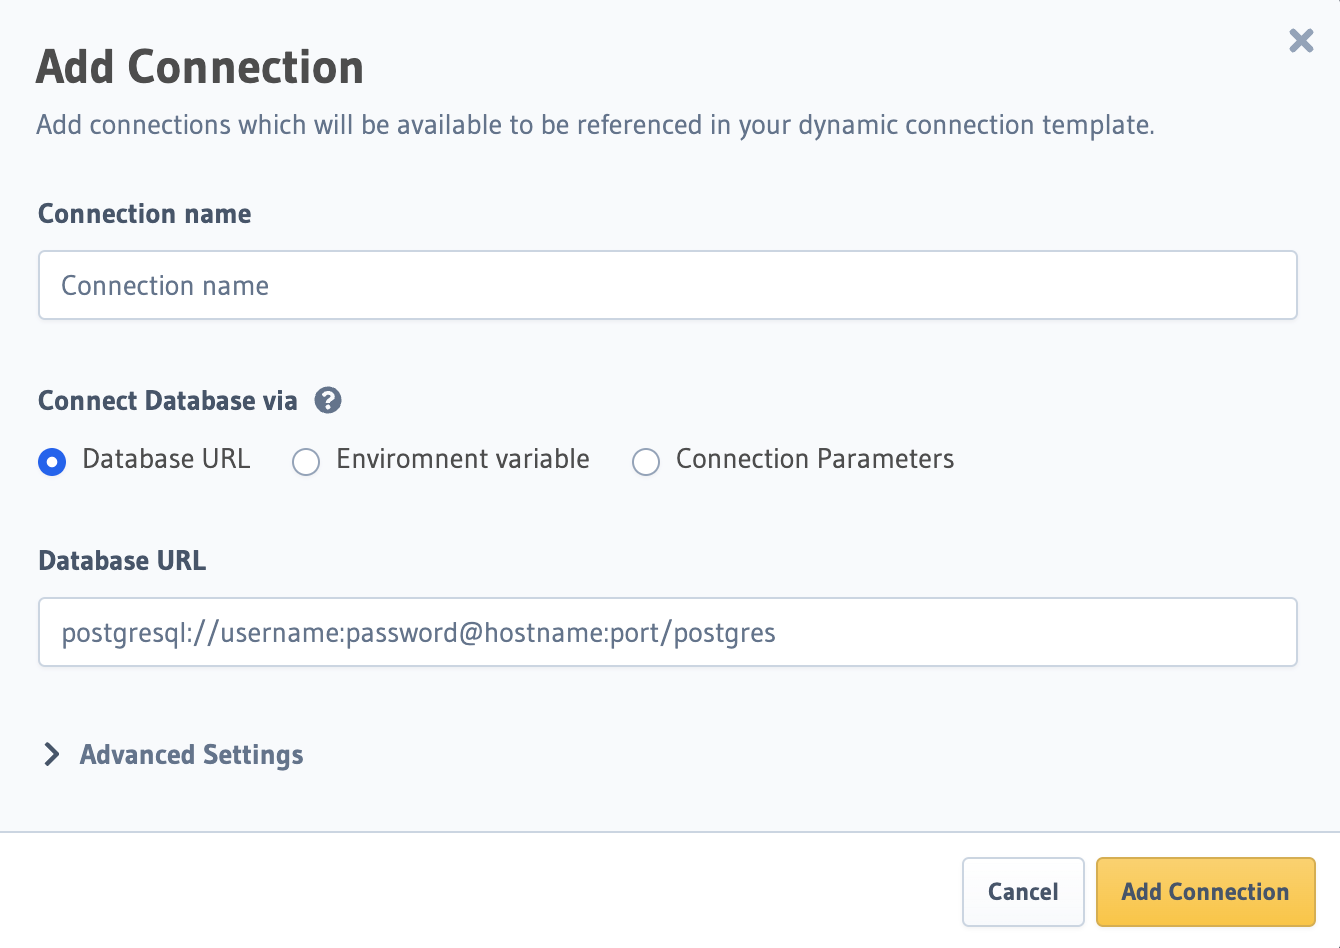 Add Connection
Add connections which will be available to be referenced in your dynamic connection template.
Connection name
Connection name
Connect Database via ?
Database URL Enviromnent variable Connection Parameters
Database URL
postgresql://username:password@hostname:port/postgres
Advanced Settings
Cancel Add Connection